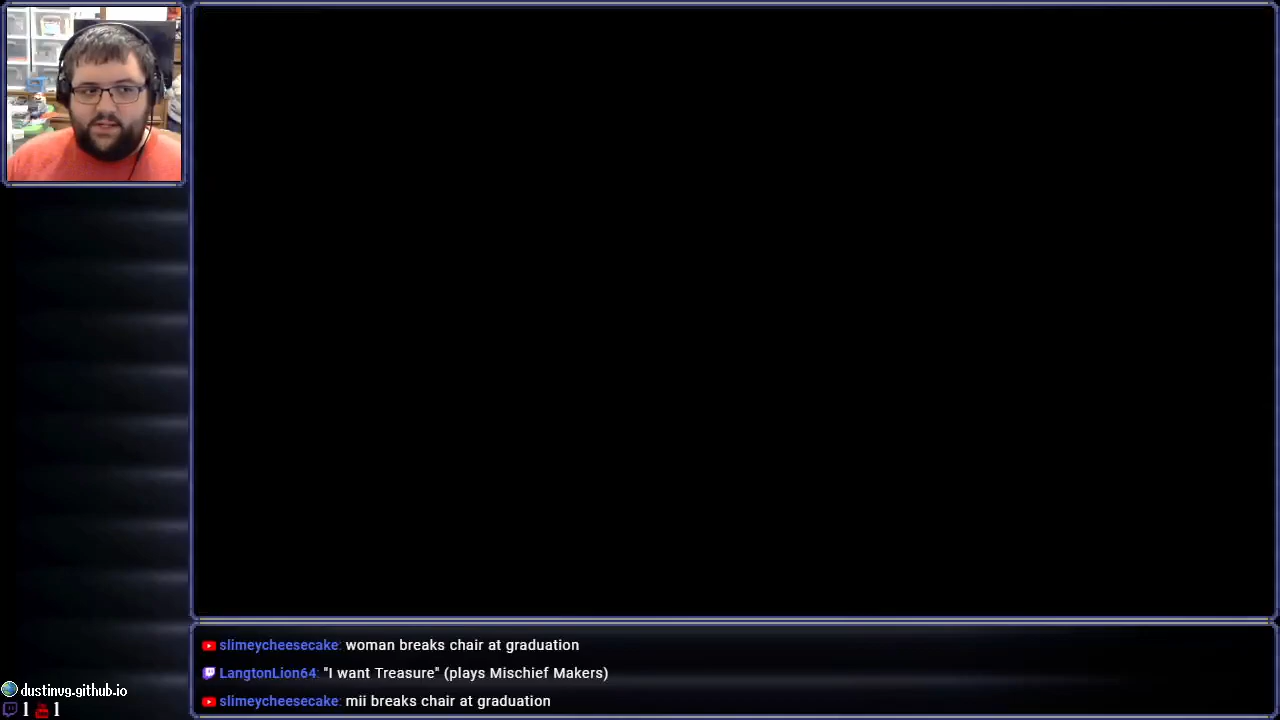 slimeycheesecake: woman breaks chair at graduation
LangtonLion64: "I want Treasure" (plays Mischief Makers)
slimeycheesecake: mii breaks chair at graduation
dustinvg.github.io
1 1